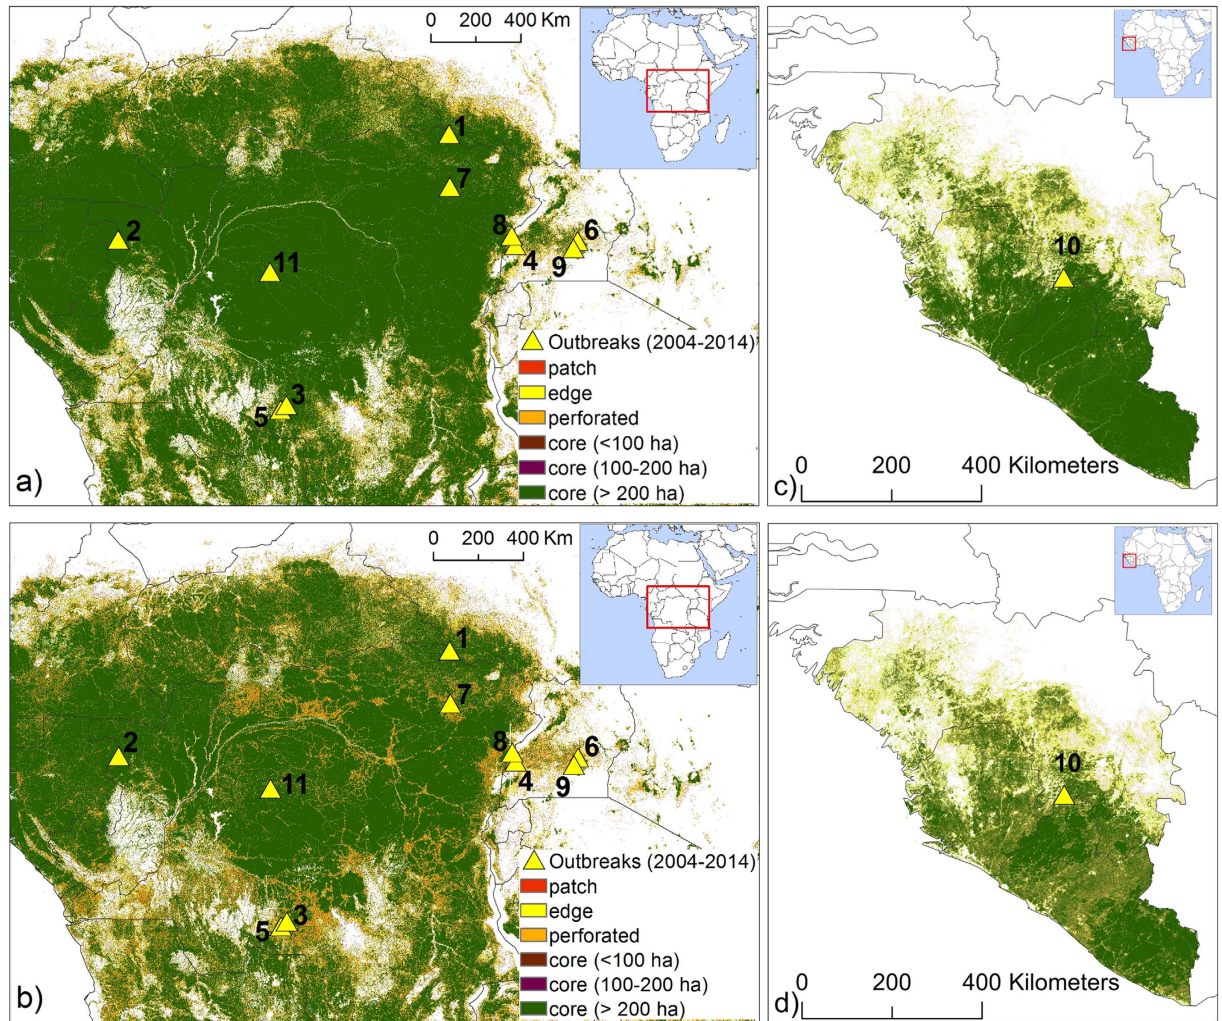 0 200 400 Km
1
7
2
8
6
4
9
11
3
5
Outbreaks (2004-2014)
patch
edge
perforated
core (<100 ha)
core (100-200 ha)
core (> 200 ha)
a)
10
0 200 400 Kilometers
c)
0 200 400 Km
1
7
2
8
6
4
9
11
3
5
Outbreaks (2004-2014)
patch
edge
perforated
core (<100 ha)
core (100-200 ha)
core (> 200 ha)
b)
10
0 200 400 Kilometers
d)